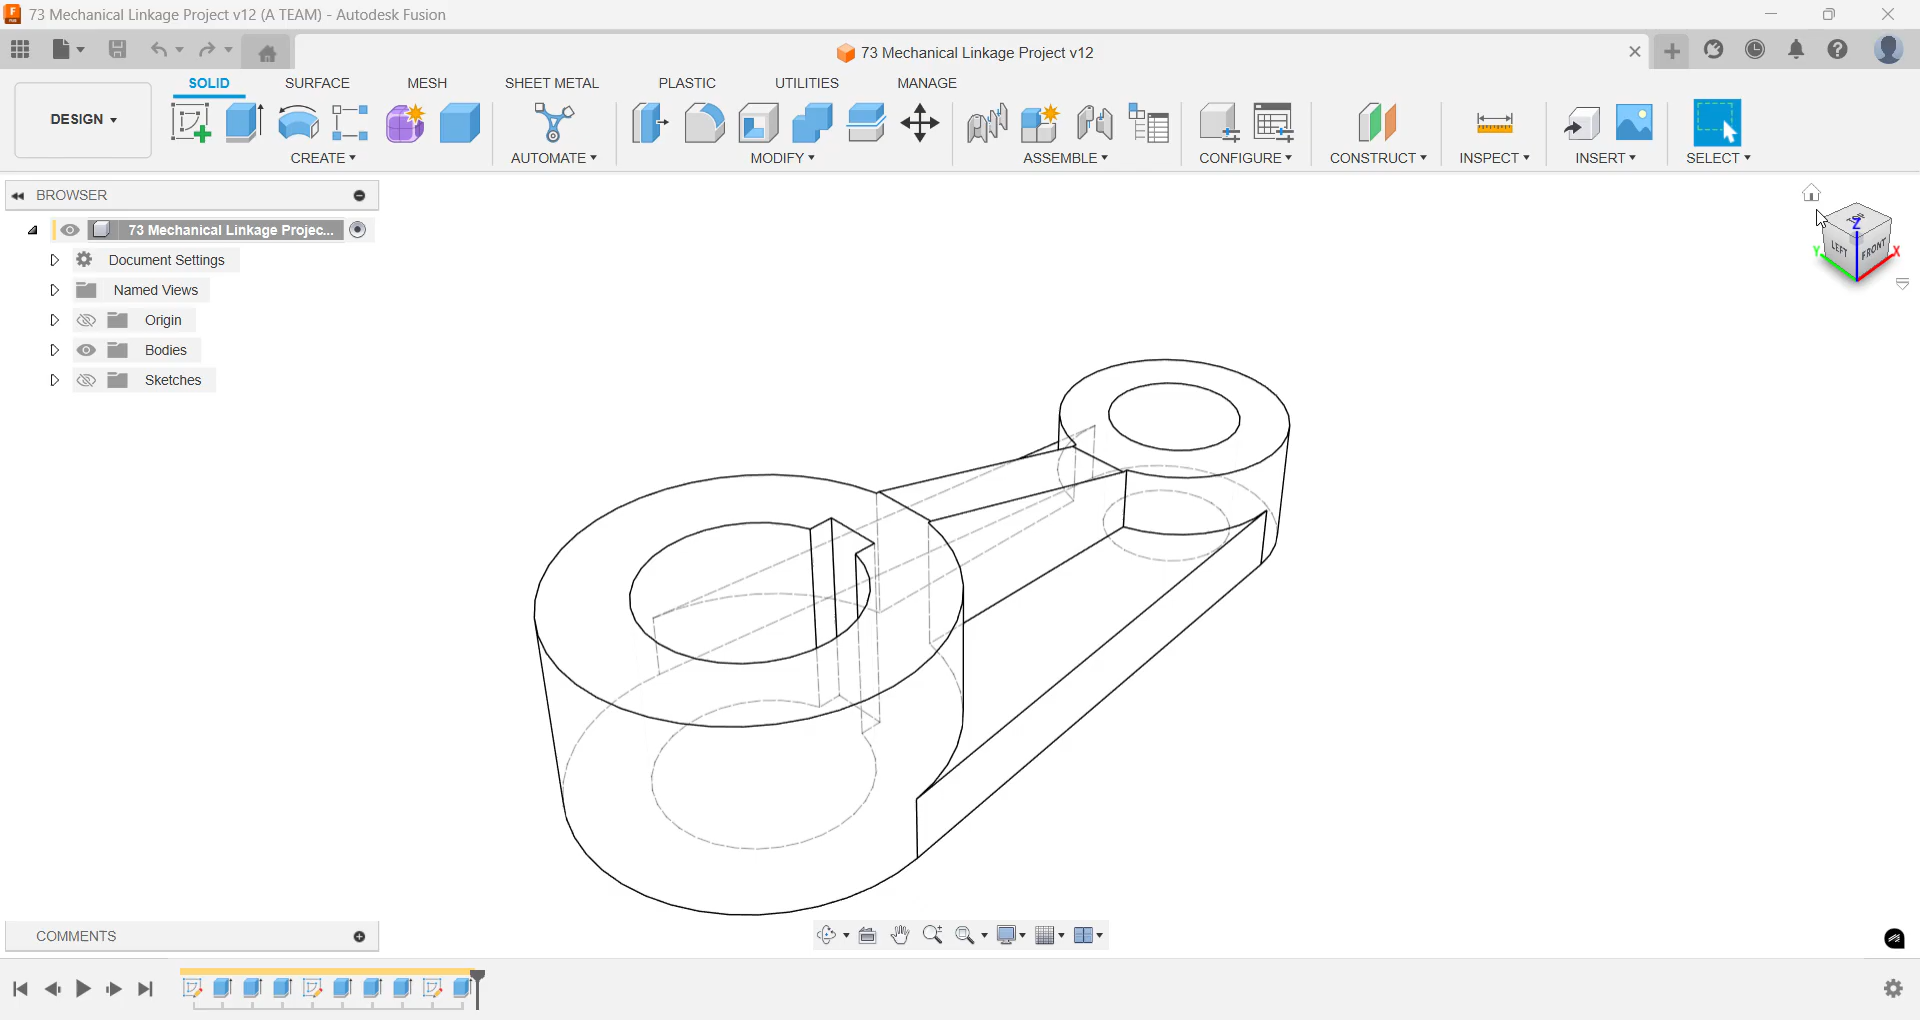 73 Mechanical Linkage Project v12 (A TEAM) - Autodesk Fusion
73 Mechanical Linkage Project v12
SOLID SURFACE MESH SHEET METAL PLASTIC UTILITIES MANAGE
DESIGN
CREATE AUTOMATE MODIFY ASSEMBLE CONFIGURE CONSTRUCT INSPECT INSERT SELECT
BROWSER
73 Mechanical Linkage Projec...
Document Settings
Named Views
Origin
Bodies
Sketches
TOP
Z
LEFT
FRONT
Y
X
COMMENTS